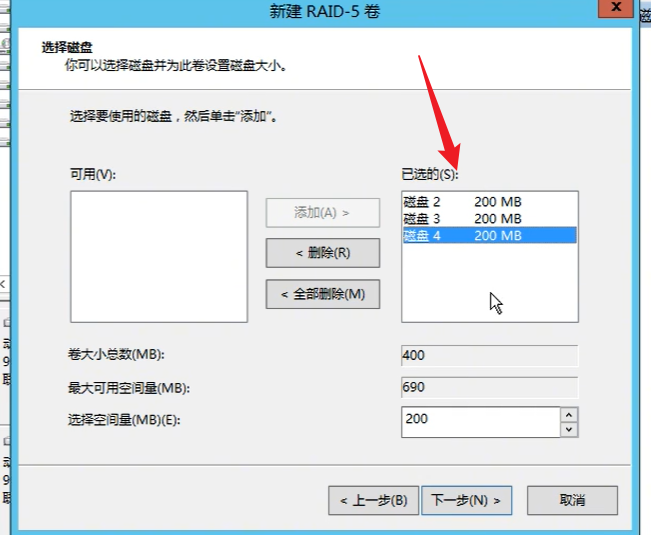 新建 RAID-5 卷
x
选择磁盘
你可以选择磁盘并为此卷设置磁盘大小。
选择要使用的磁盘，然后单击"添加"。
可用(V):
已选的(S):
添加(A) >
< 删除(R)
< 全部删除(M)
磁盘 2 200 MB
磁盘 3 200 MB
磁盘 4 200 MB
卷大小总数(MB): 400
最大可用空间量(MB): 690
选择空间量(MB)(E): 200
< 上一步(B)
下一步(N) >
取消